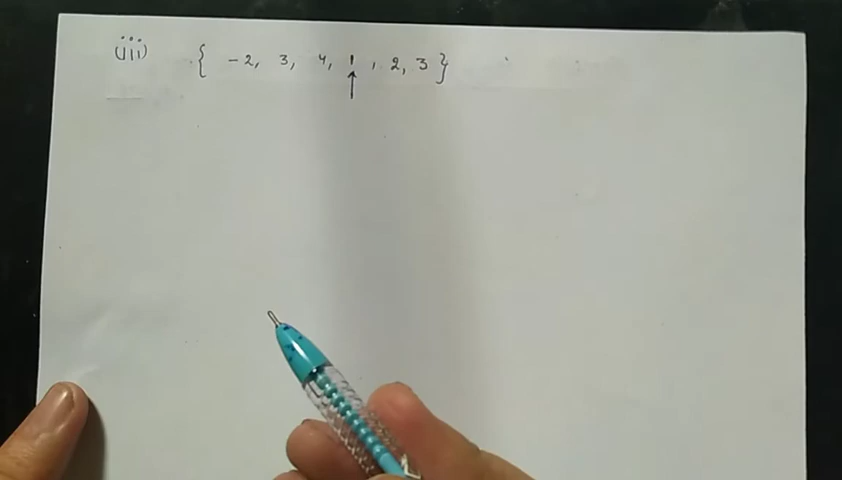 (iii) { -2, 3, 4, 1, 2, 3 }
↑